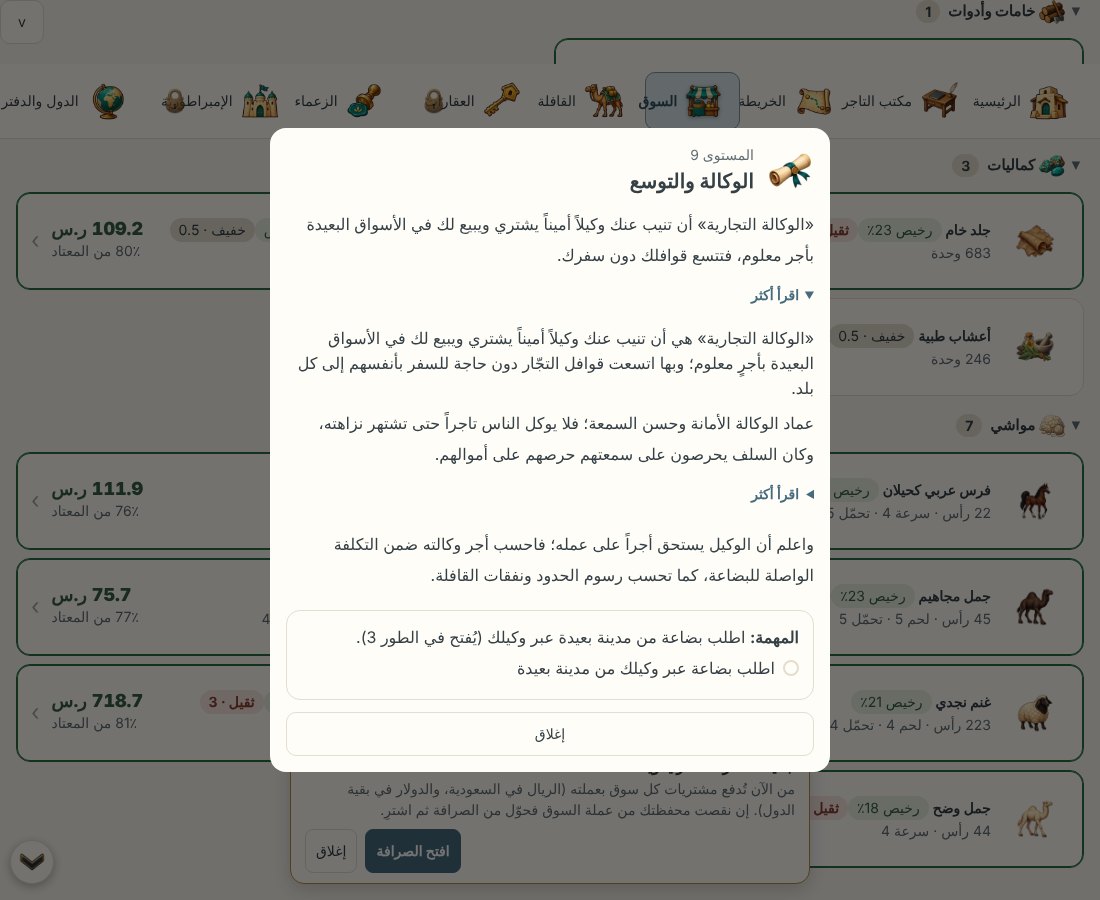 خامات وأدوات 1
v
الرئيسية
مكتب التاجر
الخريطة
السوق
القافلة
الزعماء
الدول والدفتر
كماليات 3
المستوى 9
الوكالة والتوسع
«الوكالة التجارية» أن تنيب عنك وكيلاً أميناً يشتري ويبيع لك في الأسواق البعيدة
بأجر معلوم، فتتسع قوافلك دون سفرك.
اقرأ أكثر
«الوكالة التجارية» هي أن تنيب عنك وكيلاً أميناً يشتري ويبيع لك في الأسواق
البعيدة بأجرٍ معلوم؛ وبها اتسعت قوافل التجّار دون حاجة للسفر بأنفسهم إلى كل
بلد.
عماد الوكالة الأمانة وحسن السمعة؛ فلا يوكل الناس تاجراً حتى تشتهر نزاهته،
وكان السلف يحرصون على سمعتهم حرصهم على أموالهم.
اقرأ أكثر
واعلم أن الوكيل يستحق أجراً على عمله؛ فاحسب أجر وكالته ضمن التكلفة
الواصلة للبضاعة، كما تحسب رسوم الحدود ونفقات القافلة.
المهمة: اطلب بضاعة من مدينة بعيدة عبر وكيلك (يُفتح في الطور 3).
اطلب بضاعة عبر وكيلك من مدينة بعيدة
إغلاق
جلد خام رخيص 23٪ ثقيل
683 وحدة
خفيف · 0.5
109.2 ر.س
80٪ من المعتاد
أعشاب طبية خفيف · 0.5
246 وحدة
مواشي 7
فرس عربي كحيلان رخيص
22 رأس · سرعة 4 · تحمّل 5
111.9 ر.س
76٪ من المعتاد
جمل مجاهيم رخيص 23٪
45 رأس · لحم 5 · تحمّل 5
4
75.7 ر.س
77٪ من المعتاد
غنم نجدي رخيص 21٪
223 رأس · لحم 4 · تحمّل 4
ثقيل · 3
718.7 ر.س
81٪ من المعتاد
جمل وضح رخيص 18٪ ثقيل
44 رأس · سرعة 4
من الآن تُدفع مشتريات كل سوق بعملته (الريال في السعودية، والدولار في بقية
الدول). إن نقصت محفظتك من عملة السوق فحوّل من الصرافة ثم اشترِ.
افتح الصرافة
إغلاق